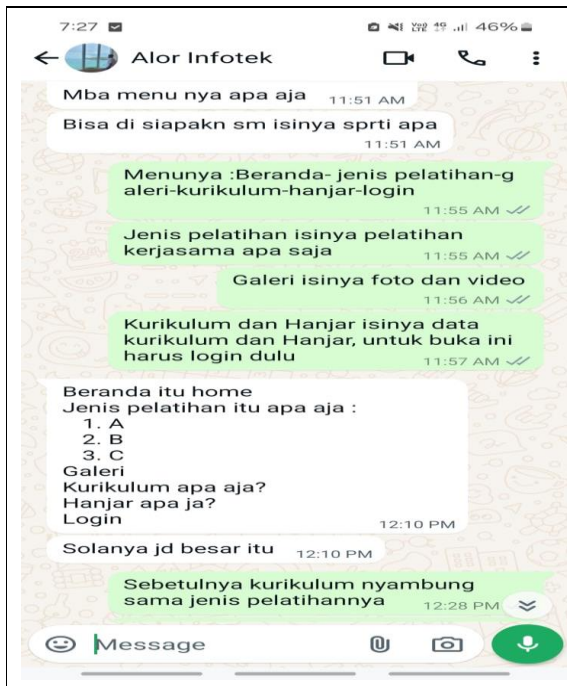 7:27
46%
Alor Infotek
Mba menu nya apa aja 11:51 AM
Bisa di siapakn sm isinya sprti apa
11:51 AM
Menunya :Beranda- jenis pelatihan-g
aleri-kurikulum-hanjar-login
11:55 AM
Jenis pelatihan isinya pelatihan
kerjasama apa saja 11:55 AM
Galeri isinya foto dan video
11:56 AM
Kurikulum dan Hanjar isinya data
kurikulum dan Hanjar, untuk buka ini
harus login dulu 11:57 AM
Beranda itu home
Jenis pelatihan itu apa aja :
1. A
2. B
3. C
Galeri
Kurikulum apa aja?
Hanjar apa ja?
Login 12:10 PM
Solanya jd besar itu 12:10 PM
Sebetulnya kurikulum nyambung
sama jenis pelatihannya 12:28 PM
Message